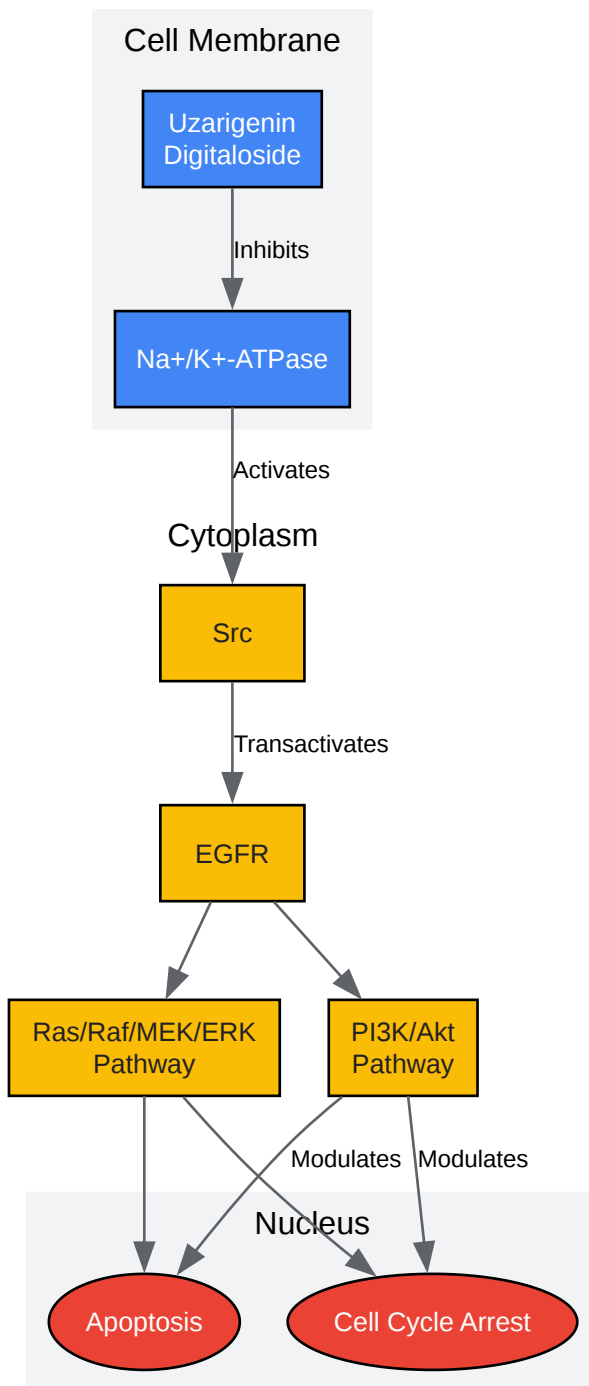 Cell Membrane
Uzarigenin
Digitaloside
Inhibits
Na+/K+-ATPase
Activates
Cytoplasm
Src
Transactivates
EGFR
Ras/Raf/MEK/ERK
Pathway
PI3K/Akt
Pathway
Modulates
Modulates
Nucleus
Apoptosis
Cell Cycle Arrest